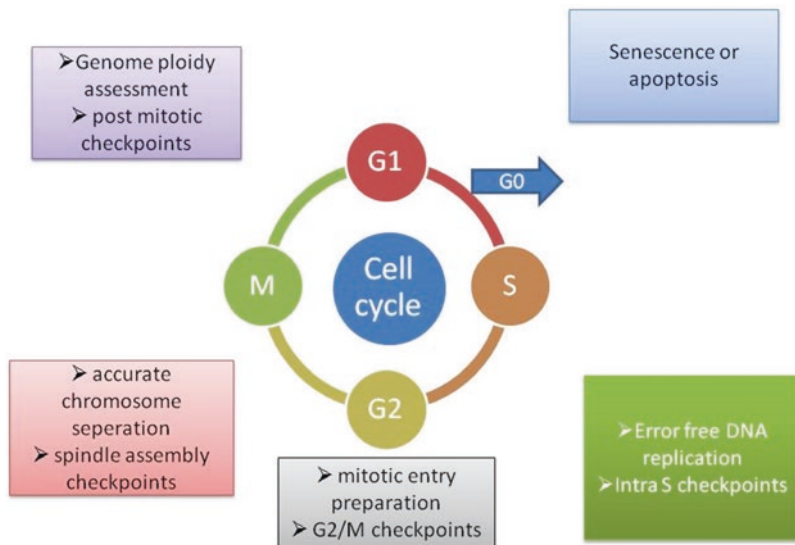 ➢Genome ploidy
assessment
➢ post mitotic
checkpoints
Senescence or
apoptosis
G1
G0
M
Cell
cycle
S
G2
➢ accurate
chromosome
seperation
➢ spindle assembly
checkpoints
➢ mitotic entry
preparation
➢ G2/M checkpoints
➢Error free DNA
replication
➢Intra S checkpoints